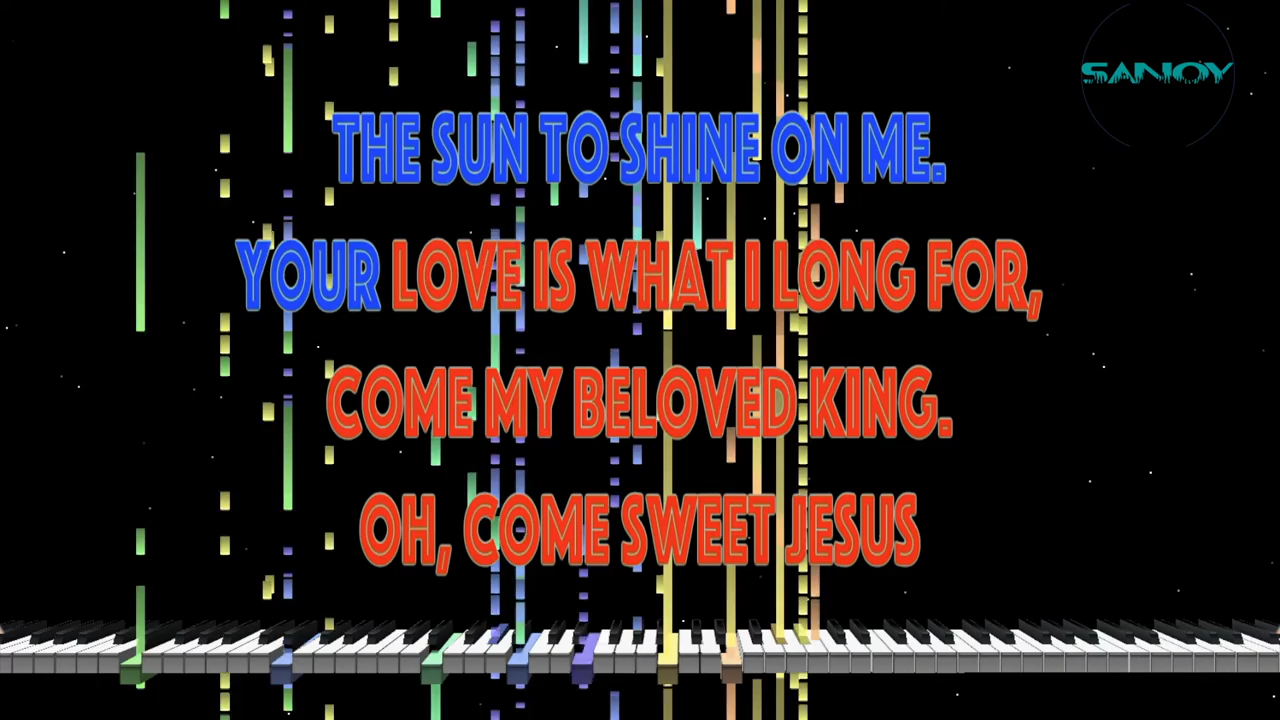 SANOY
THE SUN TO SHINE ON ME.
YOUR LOVE IS WHAT I LONG FOR,
COME MY BELOVED KING.
OH, COME SWEET JESUS